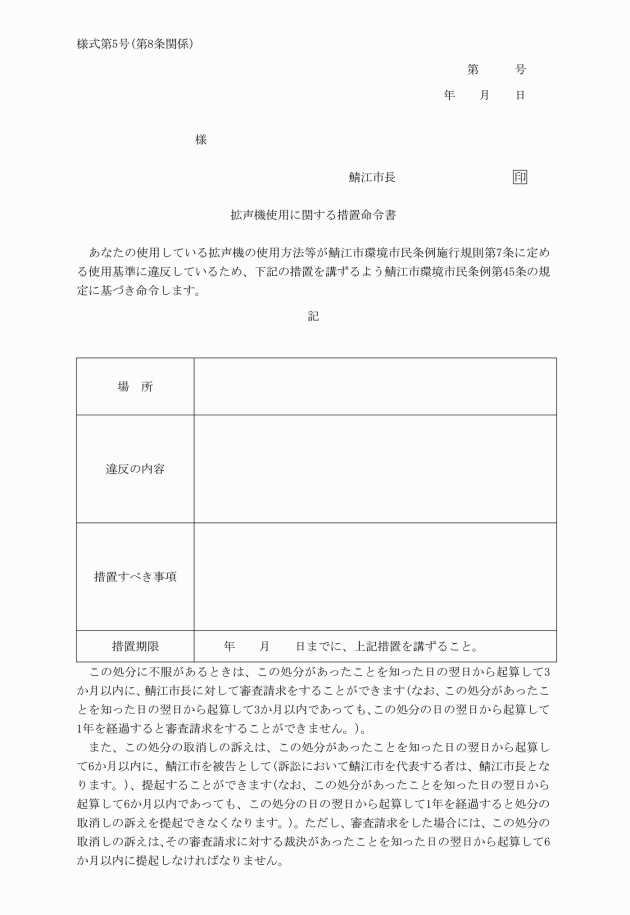 様式第5号(第8条関係)
第　　　号
年　　月　　日
様
鯖江市長　　　　　　　　　　印
拡声機使用に関する措置命令書
あなたの使用している拡声機の使用方法等が鯖江市環境市民条例施行規則第7条に定め
る使用基準に違反しているため、下記の措置を講ずるよう鯖江市環境市民条例第45条の規
定に基づき命令します。
記
場　所
違反の内容
措置すべき事項
措置期限　　　　　年　　月　　日までに、上記措置を講ずること。
この処分に不服があるときは、この処分があったことを知った日の翌日から起算して3
か月以内に、鯖江市長に対して審査請求をすることができます(なお、この処分があったこ
とを知った日の翌日から起算して3か月以内であっても、この処分の日の翌日から起算して
1年を経過すると審査請求をすることができません。)。
また、この処分の取消しの訴えは、この処分があったことを知った日の翌日から起算し
て6か月以内に、鯖江市を被告として(訴訟において鯖江市を代表する者は、鯖江市長とな
ります。)、提起することができます(なお、この処分があったことを知った日の翌日から
起算して6か月以内であっても、この処分の日の翌日から起算して1年を経過すると処分の
取消しの訴えを提起できなくなります。)。ただし、審査請求をした場合には、この処分の
取消しの訴えは、その審査請求に対する裁決があったことを知った日の翌日から起算して6
か月以内に提起しなければなりません。